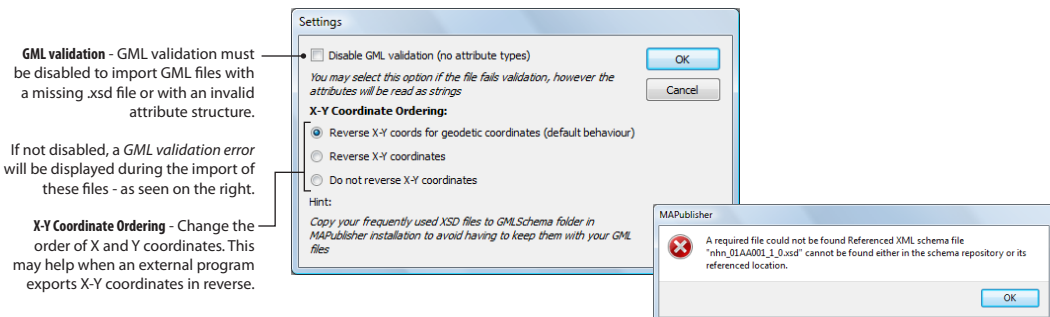 GML validation - GML validation must
be disabled to import GML files with
a missing .xsd file or with an invalid
attribute structure.
If not disabled, a GML validation error
will be displayed during the import of
these files - as seen on the right.
X-Y Coordinate Ordering - Change the
order of X and Y coordinates. This
may help when an external program
exports X-Y coordinates in reverse.
Settings
Disable GML validation (no attribute types)
OK
You may select this option if the file fails validation, however the
attributes will be read as strings
Cancel
X-Y Coordinate Ordering:
Reverse X-Y coords for geodetic coordinates (default behaviour)
Reverse X-Y coordinates
Do not reverse X-Y coordinates
Hint:
Copy your frequently used XSD files to GMLSchema folder in
MAPublisher installation to avoid having to keep them with your GML
files
MAPublisher
A required file could not be found Referenced XML schema file
"nhn_01AA001_1_0.xsd" cannot be found either in the schema repository or its
referenced location.
OK